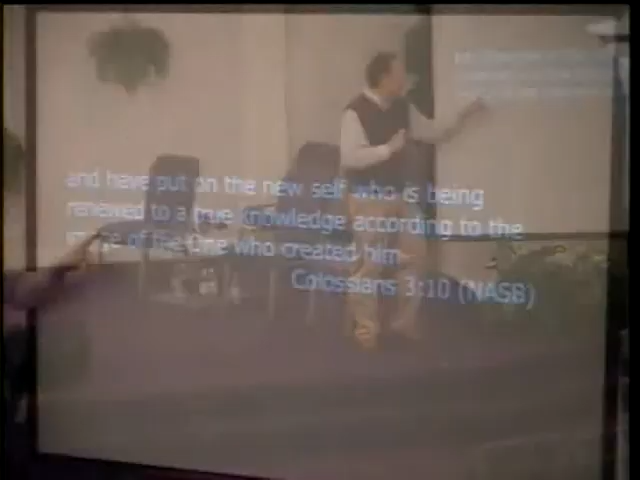 and have put on the new self who is being
renewed to a true knowledge according to the
image of the One who created him
Colossians 3:10 (NASB)